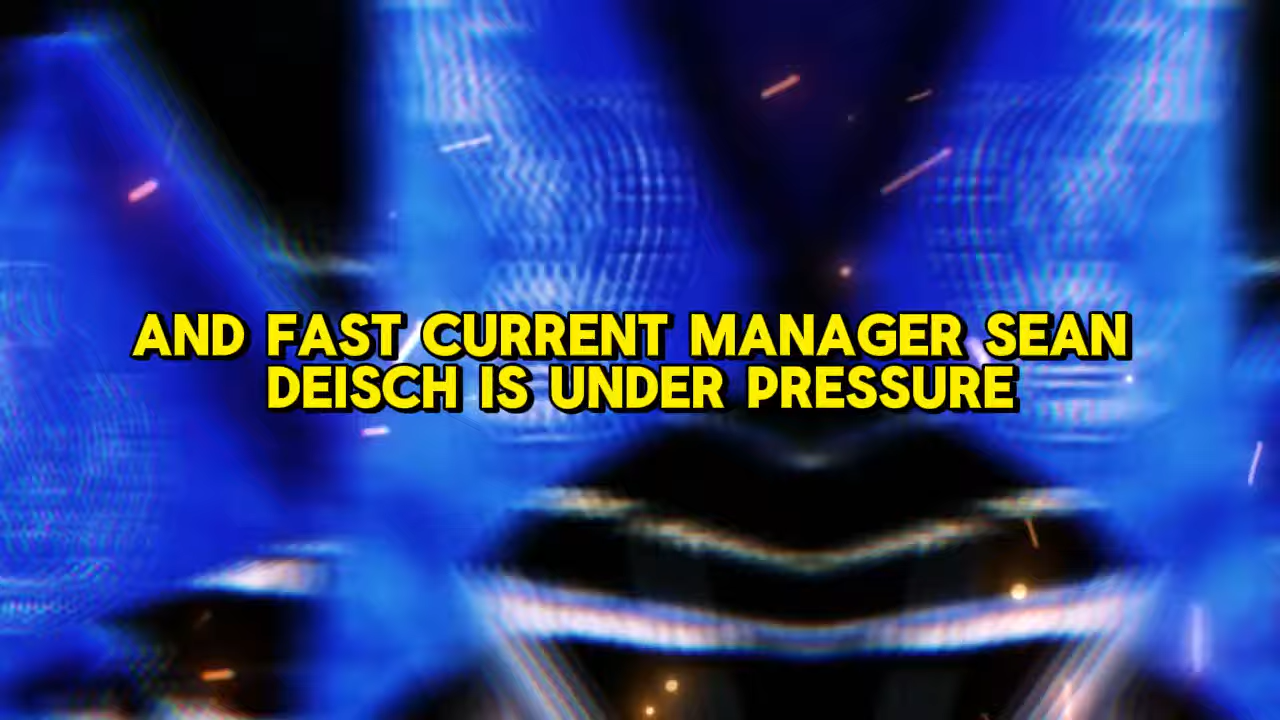 AND FAST CURRENT MANAGER SEAN
DEISCH IS UNDER PRESSURE